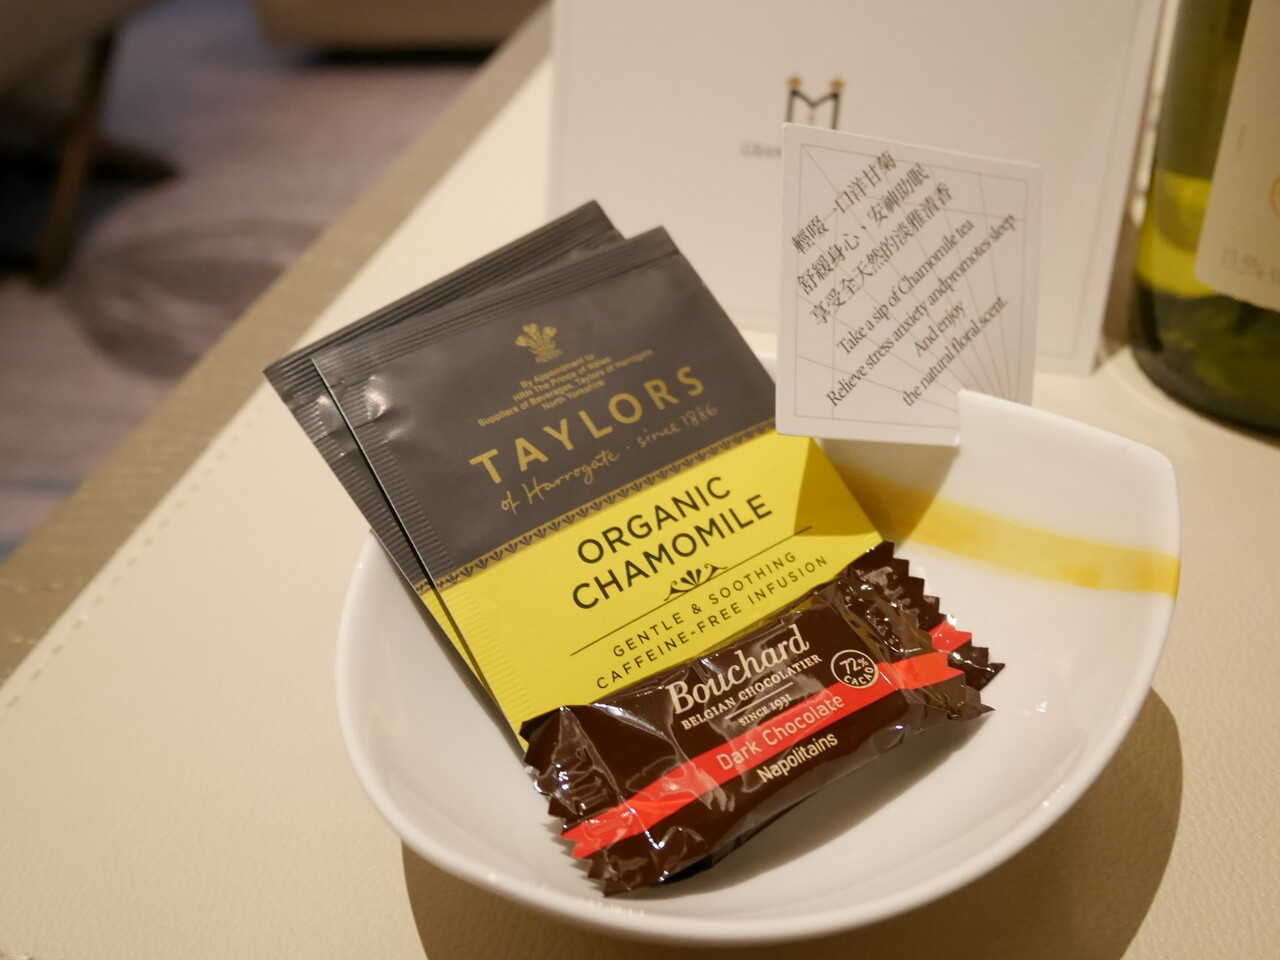 輕啜一口洋甘菊
舒緩身心、安神助眠
享受全天然的淡雅清香
Take a sip of Chamomile tea
Relieve stress anxiety andpromotes sleep
And enjoy
the natural floral scent.
By Appointment to
HRH The Prince of Wales
Suppliers of Beverages, Taylors of Harrogate
North Yorkshire
TAYLORS
of Harrogate · since 1886
ORGANIC
CHAMOMILE
GENTLE & SOOTHING
CAFFEINE-FREE INFUSION
Bouchard
BELGIAN CHOCOLATIER
SINCE 1931
72%
CACAO
Dark Chocolate
Napolitains
13.5%